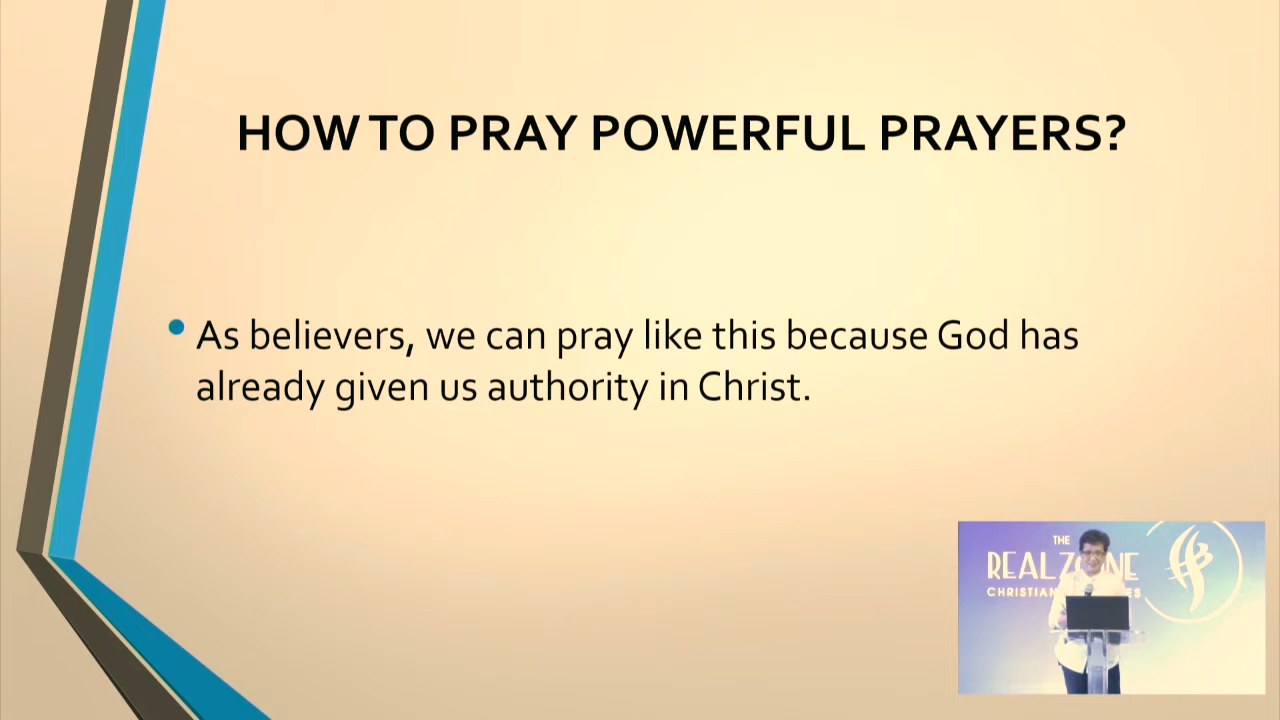 HOW TO PRAY POWERFUL PRAYERS?
• As believers, we can pray like this because God has
already given us authority in Christ.
THE
REAL
CHRISTIAN